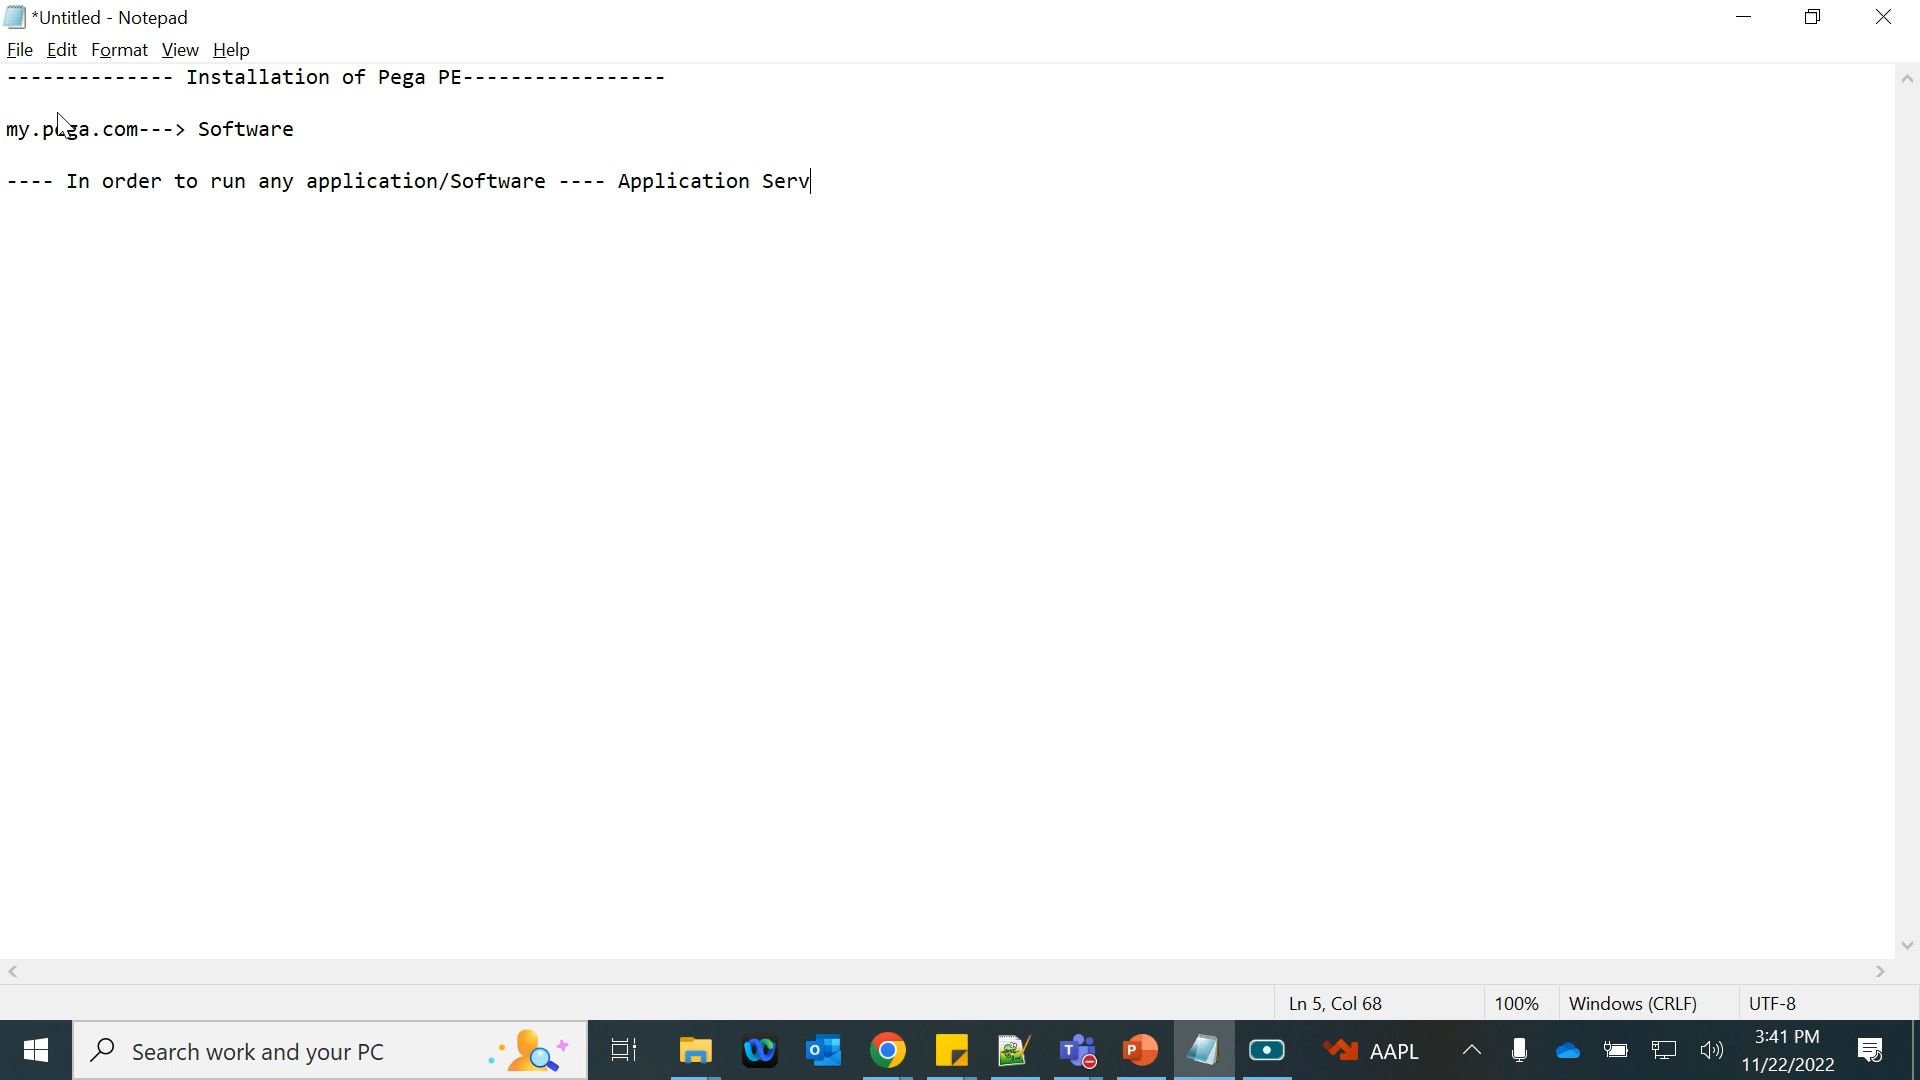 *Untitled - Notepad
File Edit Format View Help
-------------- Installation of Pega PE-----------------
my.pega.com---> Software
---- In order to run any application/Software ---- Application Serv
Ln 5, Col 68 100% Windows (CRLF) UTF-8
Search work and your PC
AAPL
3:41 PM
11/22/2022